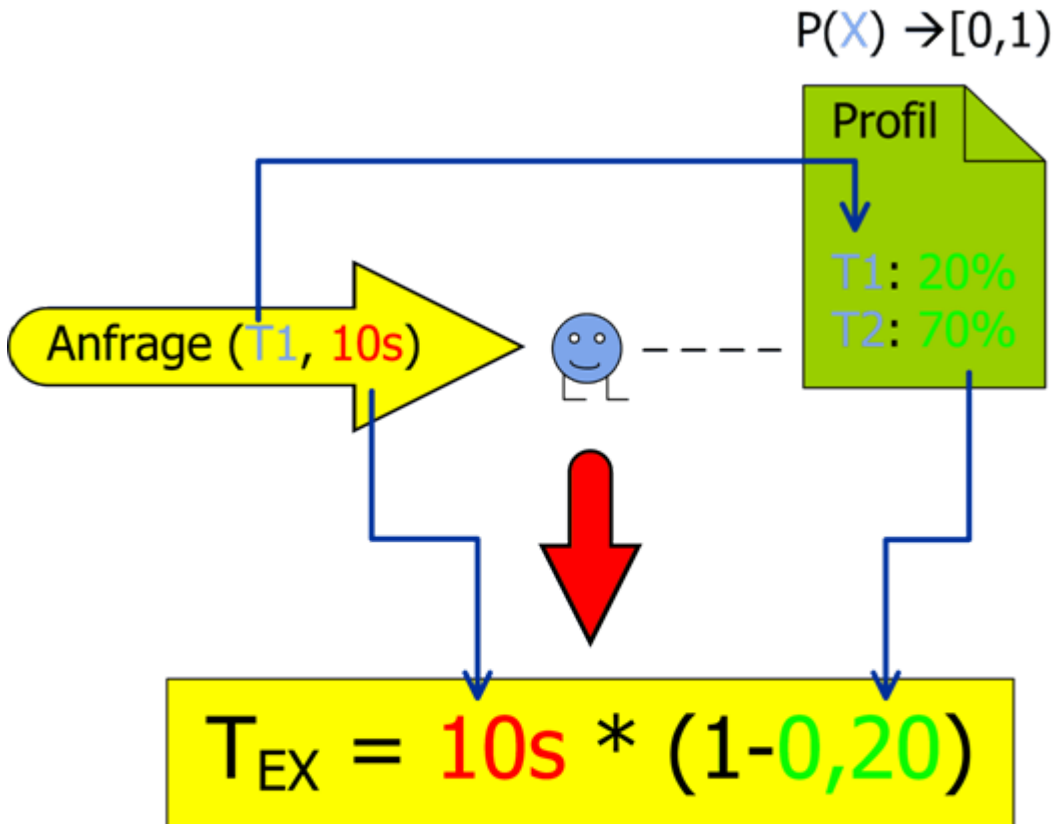 P(X) →[0,1)
Profil
T1: 20%
T2: 70%
Anfrage (T1, 10s)
TEX = 10s * (1-0,20)